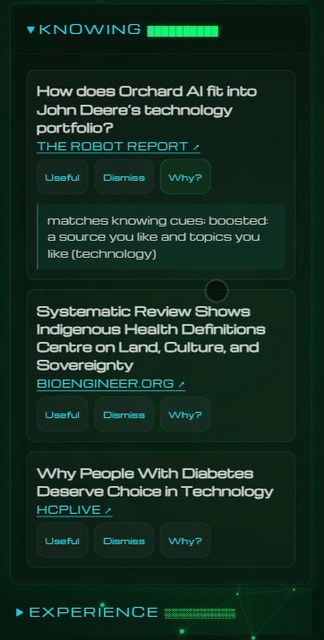 ▼KNOWING
How does Orchard AI fit into
John Deere's technology
portfolio?
THE ROBOT REPORT ↗
Useful Dismiss Why?
matches knowing cues; boosted:
a source you like and topics you
like (technology)
Systematic Review Shows
Indigenous Health Definitions
Centre on Land, Culture, and
Sovereignty
BIOENGINEER.ORG ↗
Useful Dismiss Why?
Why People With Diabetes
Deserve Choice in Technology
HCPLIVE ↗
Useful Dismiss Why?
▶EXPERIENCE